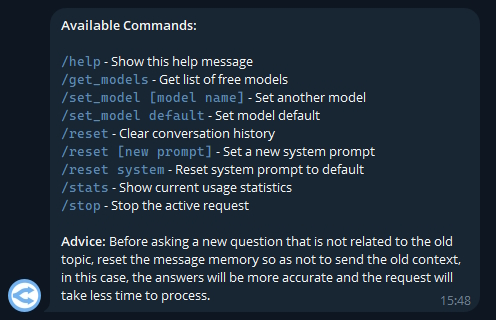 Available Commands:
/help - Show this help message
/get_models - Get list of free models
/set_model [model name] - Set another model
/set_model default - Set model default
/reset - Clear conversation history
/reset [new prompt] - Set a new system prompt
/reset system - Reset system prompt to default
/stats - Show current usage statistics
/stop - Stop the active request
Advice: Before asking a new question that is not related to the old
topic, reset the message memory so as not to send the old context,
in this case, the answers will be more accurate and the request will
take less time to process.
15:48